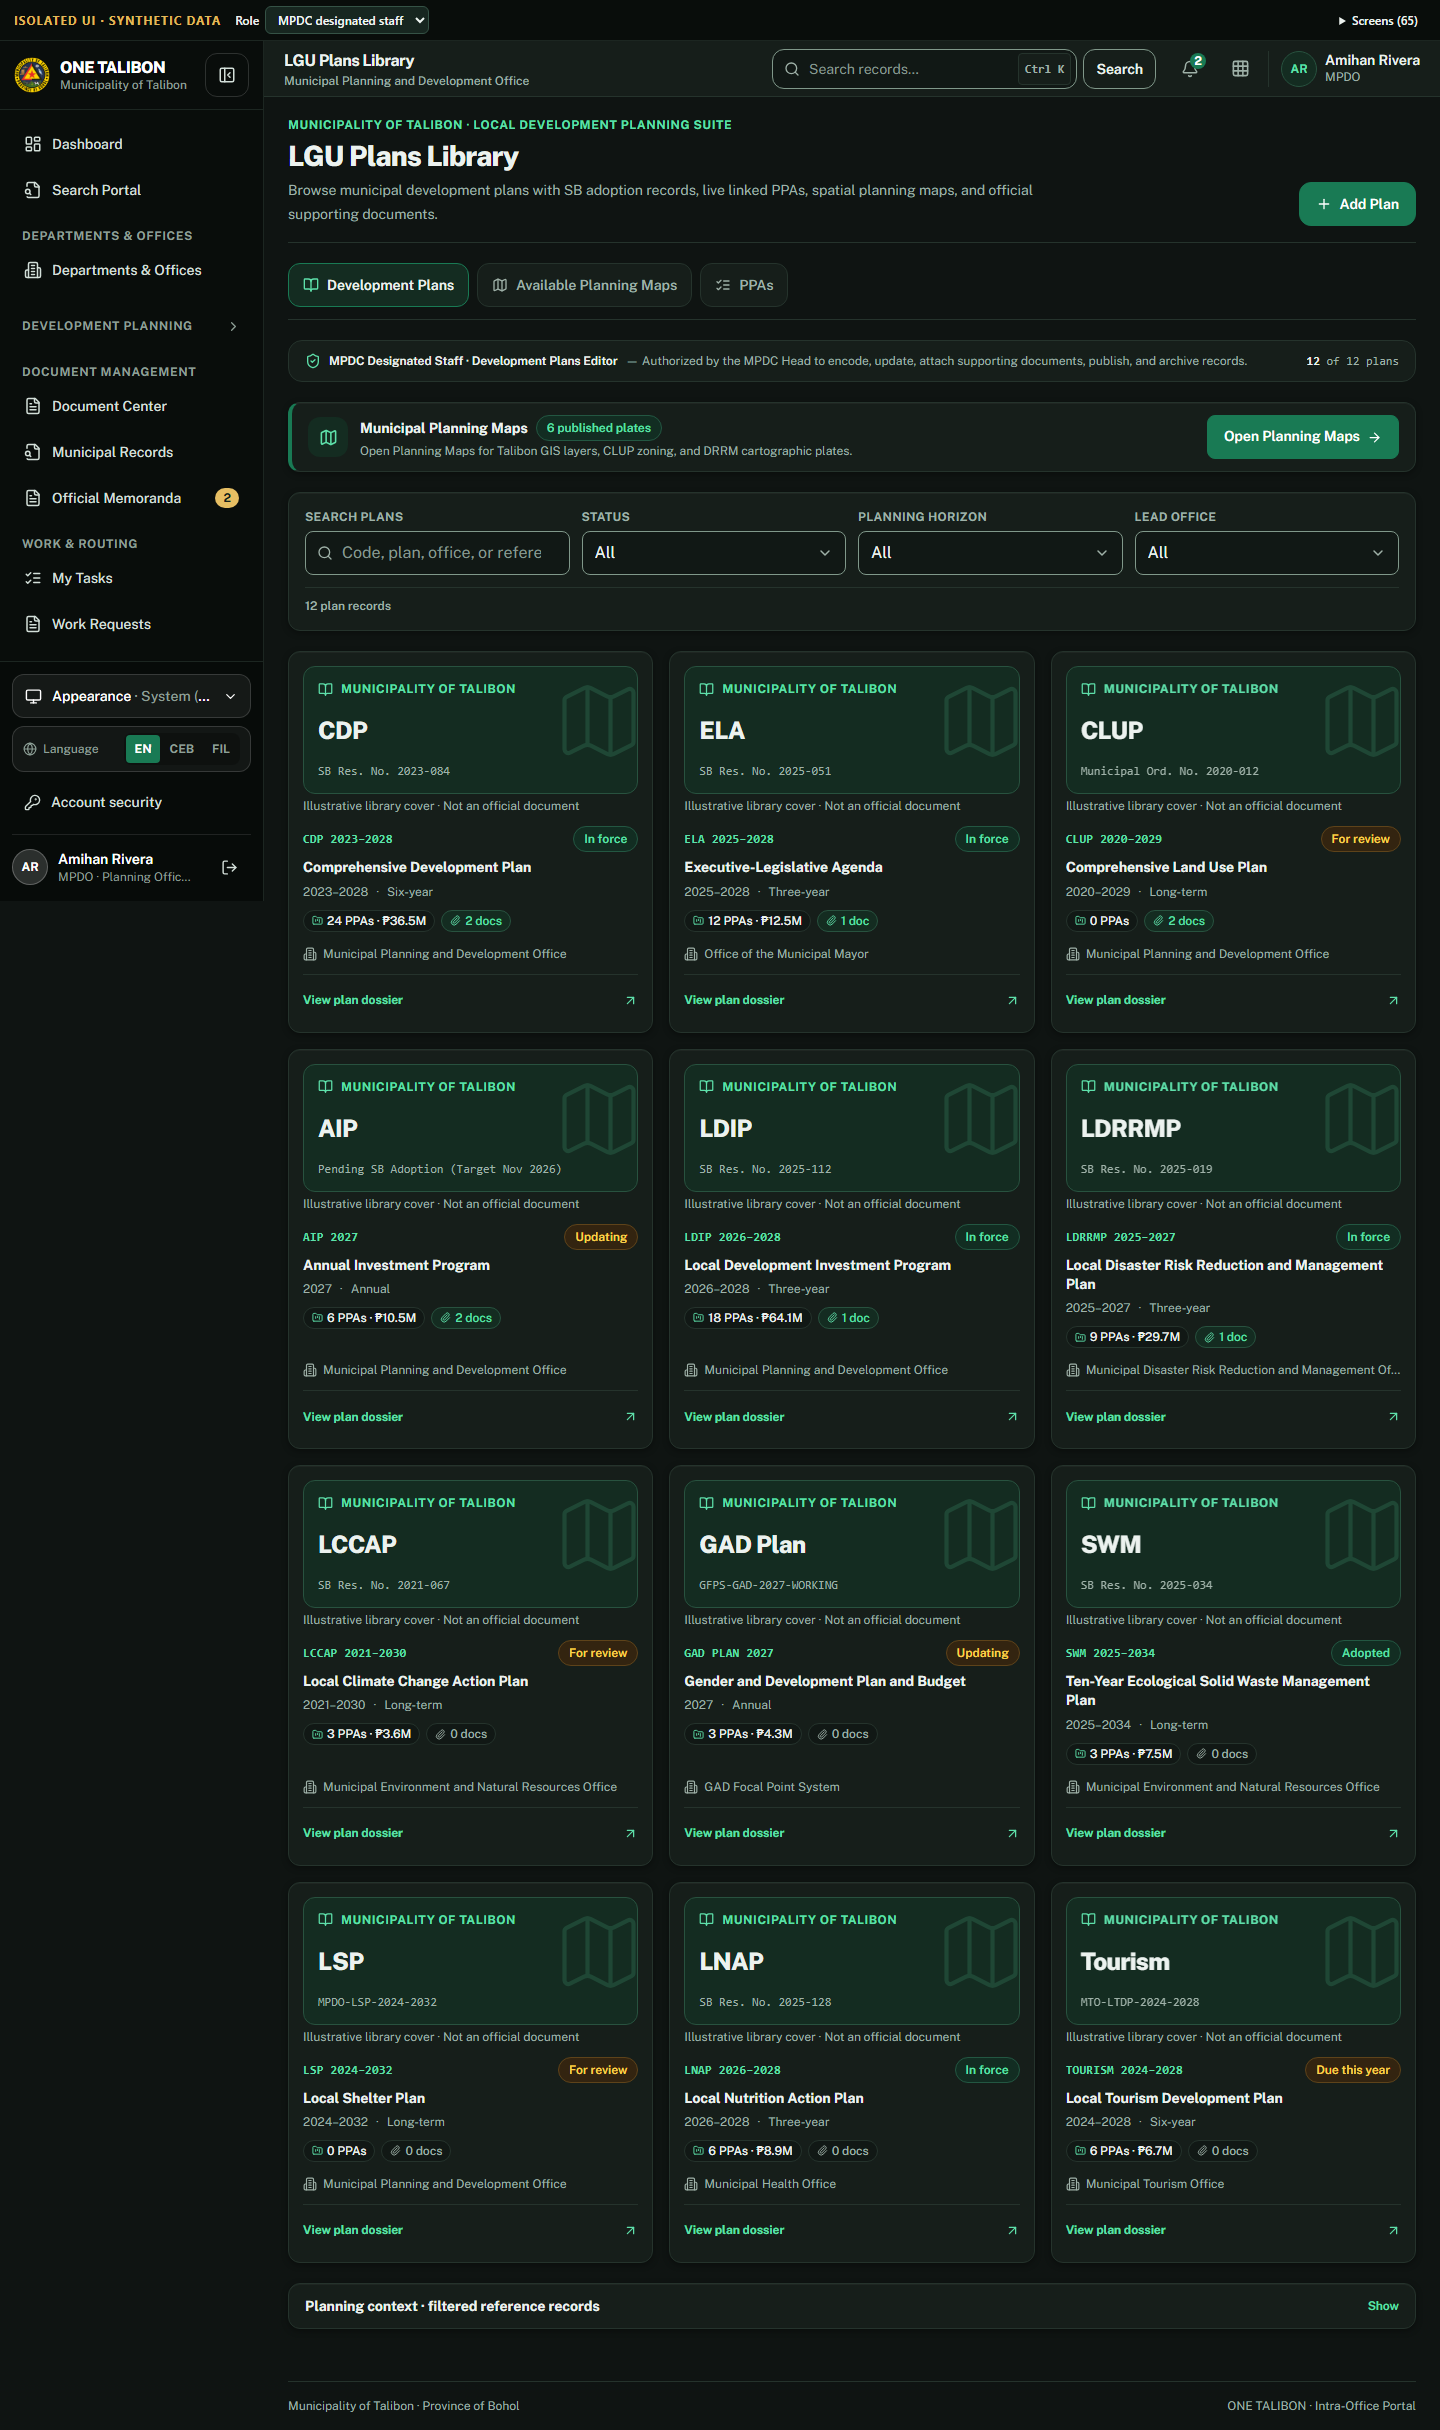 ISOLATED UI · SYNTHETIC DATA Role MPDC designated staff ▶ Screens (65)
ONE TALIBON
Municipality of Talibon
Dashboard
Search Portal
DEPARTMENTS & OFFICES
Departments & Offices
DEVELOPMENT PLANNING
DOCUMENT MANAGEMENT
Document Center
Municipal Records
Official Memoranda 2
WORK & ROUTING
My Tasks
Work Requests
Appearance · System (...
Language EN CEB FIL
Account security
AR
Amihan Rivera
MPDO · Planning Offic...
LGU Plans Library
Municipal Planning and Development Office
Search records... Ctrl K Search
2
AR
Amihan Rivera
MPDO
MUNICIPALITY OF TALIBON · LOCAL DEVELOPMENT PLANNING SUITE
LGU Plans Library
Browse municipal development plans with SB adoption records, live linked PPAs, spatial planning maps, and official
supporting documents.
+ Add Plan
Development Plans Available Planning Maps PPAs
MPDC Designated Staff · Development Plans Editor — Authorized by the MPDC Head to encode, update, attach supporting documents, publish, and archive records. 12 of 12 plans
Municipal Planning Maps 6 published plates
Open Planning Maps for Talibon GIS layers, CLUP zoning, and DRRM cartographic plates.
Open Planning Maps →
SEARCH PLANS STATUS PLANNING HORIZON LEAD OFFICE
Code, plan, office, or refere All All All
12 plan records
MUNICIPALITY OF TALIBON
CDP
SB Res. No. 2023-084
Illustrative library cover · Not an official document
CDP 2023–2028 In force
Comprehensive Development Plan
2023–2028 · Six-year
24 PPAs · ₱36.5M 2 docs
Municipal Planning and Development Office
View plan dossier
MUNICIPALITY OF TALIBON
ELA
SB Res. No. 2025-051
Illustrative library cover · Not an official document
ELA 2025–2028 In force
Executive-Legislative Agenda
2025–2028 · Three-year
12 PPAs · ₱12.5M 1 doc
Office of the Municipal Mayor
View plan dossier
MUNICIPALITY OF TALIBON
CLUP
Municipal Ord. No. 2020-012
Illustrative library cover · Not an official document
CLUP 2020–2029 For review
Comprehensive Land Use Plan
2020–2029 · Long-term
0 PPAs 2 docs
Municipal Planning and Development Office
View plan dossier
MUNICIPALITY OF TALIBON
AIP
Pending SB Adoption (Target Nov 2026)
Illustrative library cover · Not an official document
AIP 2027 Updating
Annual Investment Program
2027 · Annual
6 PPAs · ₱10.5M 2 docs
Municipal Planning and Development Office
View plan dossier
MUNICIPALITY OF TALIBON
LDIP
SB Res. No. 2025-112
Illustrative library cover · Not an official document
LDIP 2026–2028 In force
Local Development Investment Program
2026–2028 · Three-year
18 PPAs · ₱64.1M 1 doc
Municipal Planning and Development Office
View plan dossier
MUNICIPALITY OF TALIBON
LDRRMP
SB Res. No. 2025-019
Illustrative library cover · Not an official document
LDRRMP 2025–2027 In force
Local Disaster Risk Reduction and Management
Plan
2025–2027 · Three-year
9 PPAs · ₱29.7M 1 doc
Municipal Disaster Risk Reduction and Management Of...
View plan dossier
MUNICIPALITY OF TALIBON
LCCAP
SB Res. No. 2021-067
Illustrative library cover · Not an official document
LCCAP 2021–2030 For review
Local Climate Change Action Plan
2021–2030 · Long-term
3 PPAs · ₱3.6M 0 docs
Municipal Environment and Natural Resources Office
View plan dossier
MUNICIPALITY OF TALIBON
GAD Plan
GFPS-GAD-2027-WORKING
Illustrative library cover · Not an official document
GAD PLAN 2027 Updating
Gender and Development Plan and Budget
2027 · Annual
3 PPAs · ₱4.3M 0 docs
GAD Focal Point System
View plan dossier
MUNICIPALITY OF TALIBON
SWM
SB Res. No. 2025-034
Illustrative library cover · Not an official document
SWM 2025–2034 Adopted
Ten-Year Ecological Solid Waste Management
Plan
2025–2034 · Long-term
3 PPAs · ₱7.5M 0 docs
Municipal Environment and Natural Resources Office
View plan dossier
MUNICIPALITY OF TALIBON
LSP
MPDO-LSP-2024-2032
Illustrative library cover · Not an official document
LSP 2024–2032 For review
Local Shelter Plan
2024–2032 · Long-term
0 PPAs 0 docs
Municipal Planning and Development Office
View plan dossier
MUNICIPALITY OF TALIBON
LNAP
SB Res. No. 2025-128
Illustrative library cover · Not an official document
LNAP 2026–2028 In force
Local Nutrition Action Plan
2026–2028 · Three-year
6 PPAs · ₱8.9M 0 docs
Municipal Health Office
View plan dossier
MUNICIPALITY OF TALIBON
Tourism
MTO-LTDP-2024-2028
Illustrative library cover · Not an official document
TOURISM 2024–2028 Due this year
Local Tourism Development Plan
2024–2028 · Six-year
6 PPAs · ₱6.7M 0 docs
Municipal Tourism Office
View plan dossier
Planning context · filtered reference records Show
Municipality of Talibon · Province of Bohol ONE TALIBON · Intra-Office Portal